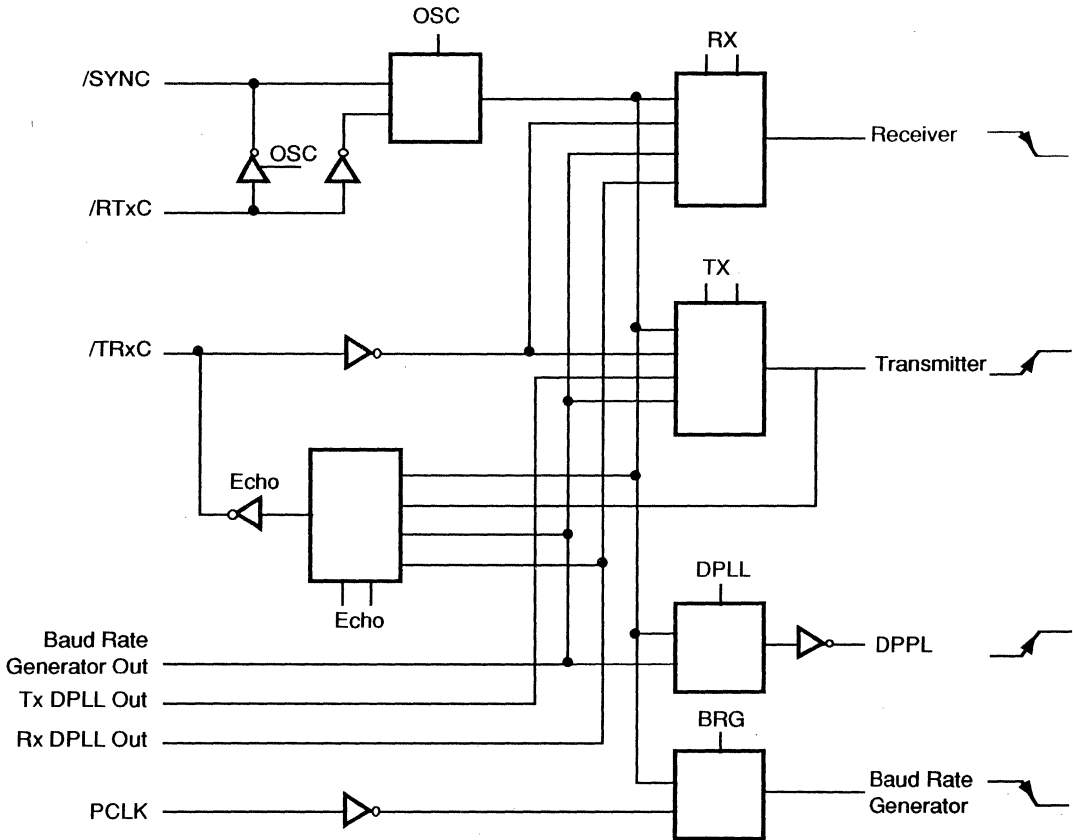 OSC
RX
/SYNC
OSC
Receiver
/RTxC
TX
/TRxC
Transmitter
Echo
DPLL
Echo
Baud Rate
Generator Out
DPPL
Tx DPLL Out
BRG
Rx DPLL Out
Baud Rate
Generator
PCLK